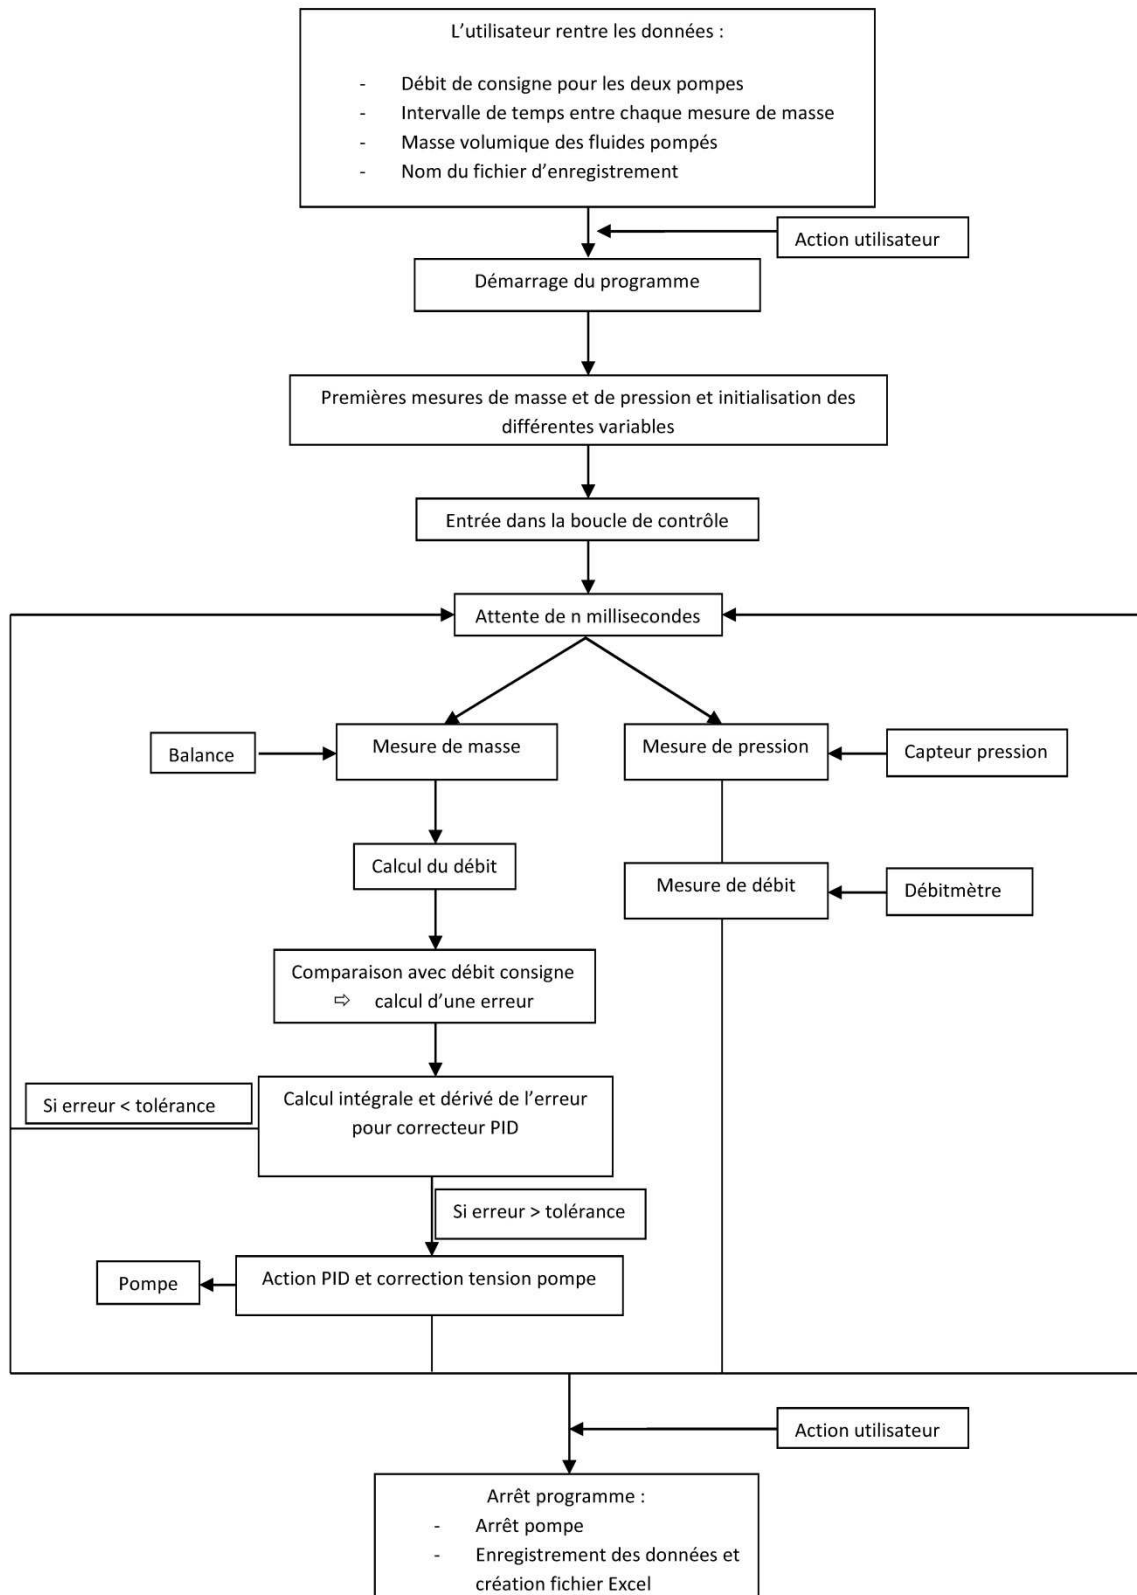 L’utilisateur rentre les données :
- Débit de consigne pour les deux pompes
- Intervalle de temps entre chaque mesure de masse
- Masse volumique des fluides pompés
- Nom du fichier d’enregistrement
Action utilisateur
Démarrage du programme
Premières mesures de masse et de pression et initialisation des
différentes variables
Entrée dans la boucle de contrôle
Attente de n millisecondes
Balance
Mesure de masse
Mesure de pression
Capteur pression
Calcul du débit
Mesure de débit
Débitmètre
Comparaison avec débit consigne
⇨ calcul d’une erreur
Si erreur < tolérance
Calcul intégrale et dérivé de l’erreur
pour correcteur PID
Si erreur > tolérance
Pompe
Action PID et correction tension pompe
Action utilisateur
Arrêt programme :
- Arrêt pompe
- Enregistrement des données et
création fichier Excel